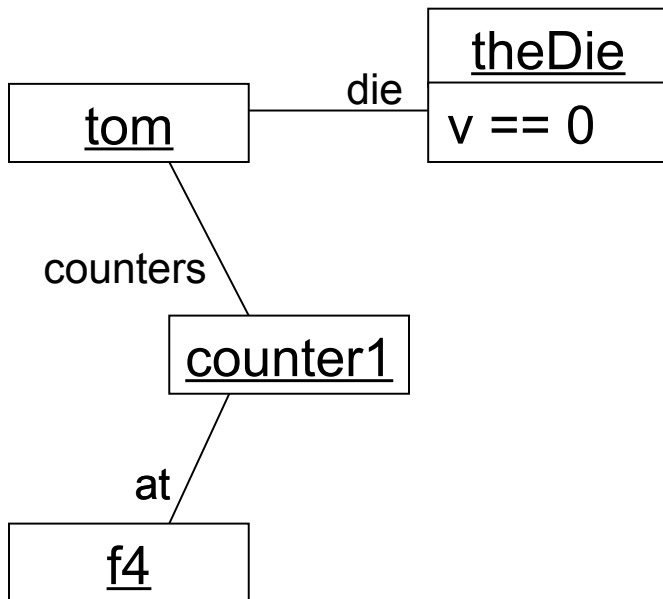 theDie
die
tom
v == 0
counters
counter1
at
f4